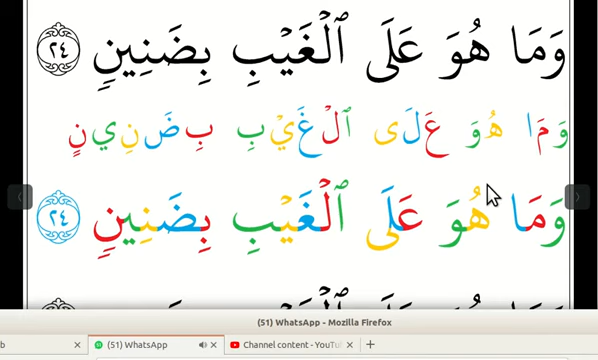 وَمَا هُوَ عَلَى ٱلْغَيْبِ بِضَنِينٍ ٢٤
وَ مَ ا هُ وَ عَ لَ ى ٱ لْ غَ يْ بِ بِ ضَ نِ ي نٍ
وَمَا هُوَ عَلَى ٱلْغَيْبِ بِضَنِينٍ ٢٤
(51) WhatsApp - Mozilla Firefox
b × (51) WhatsApp × Channel content - YouTu × +